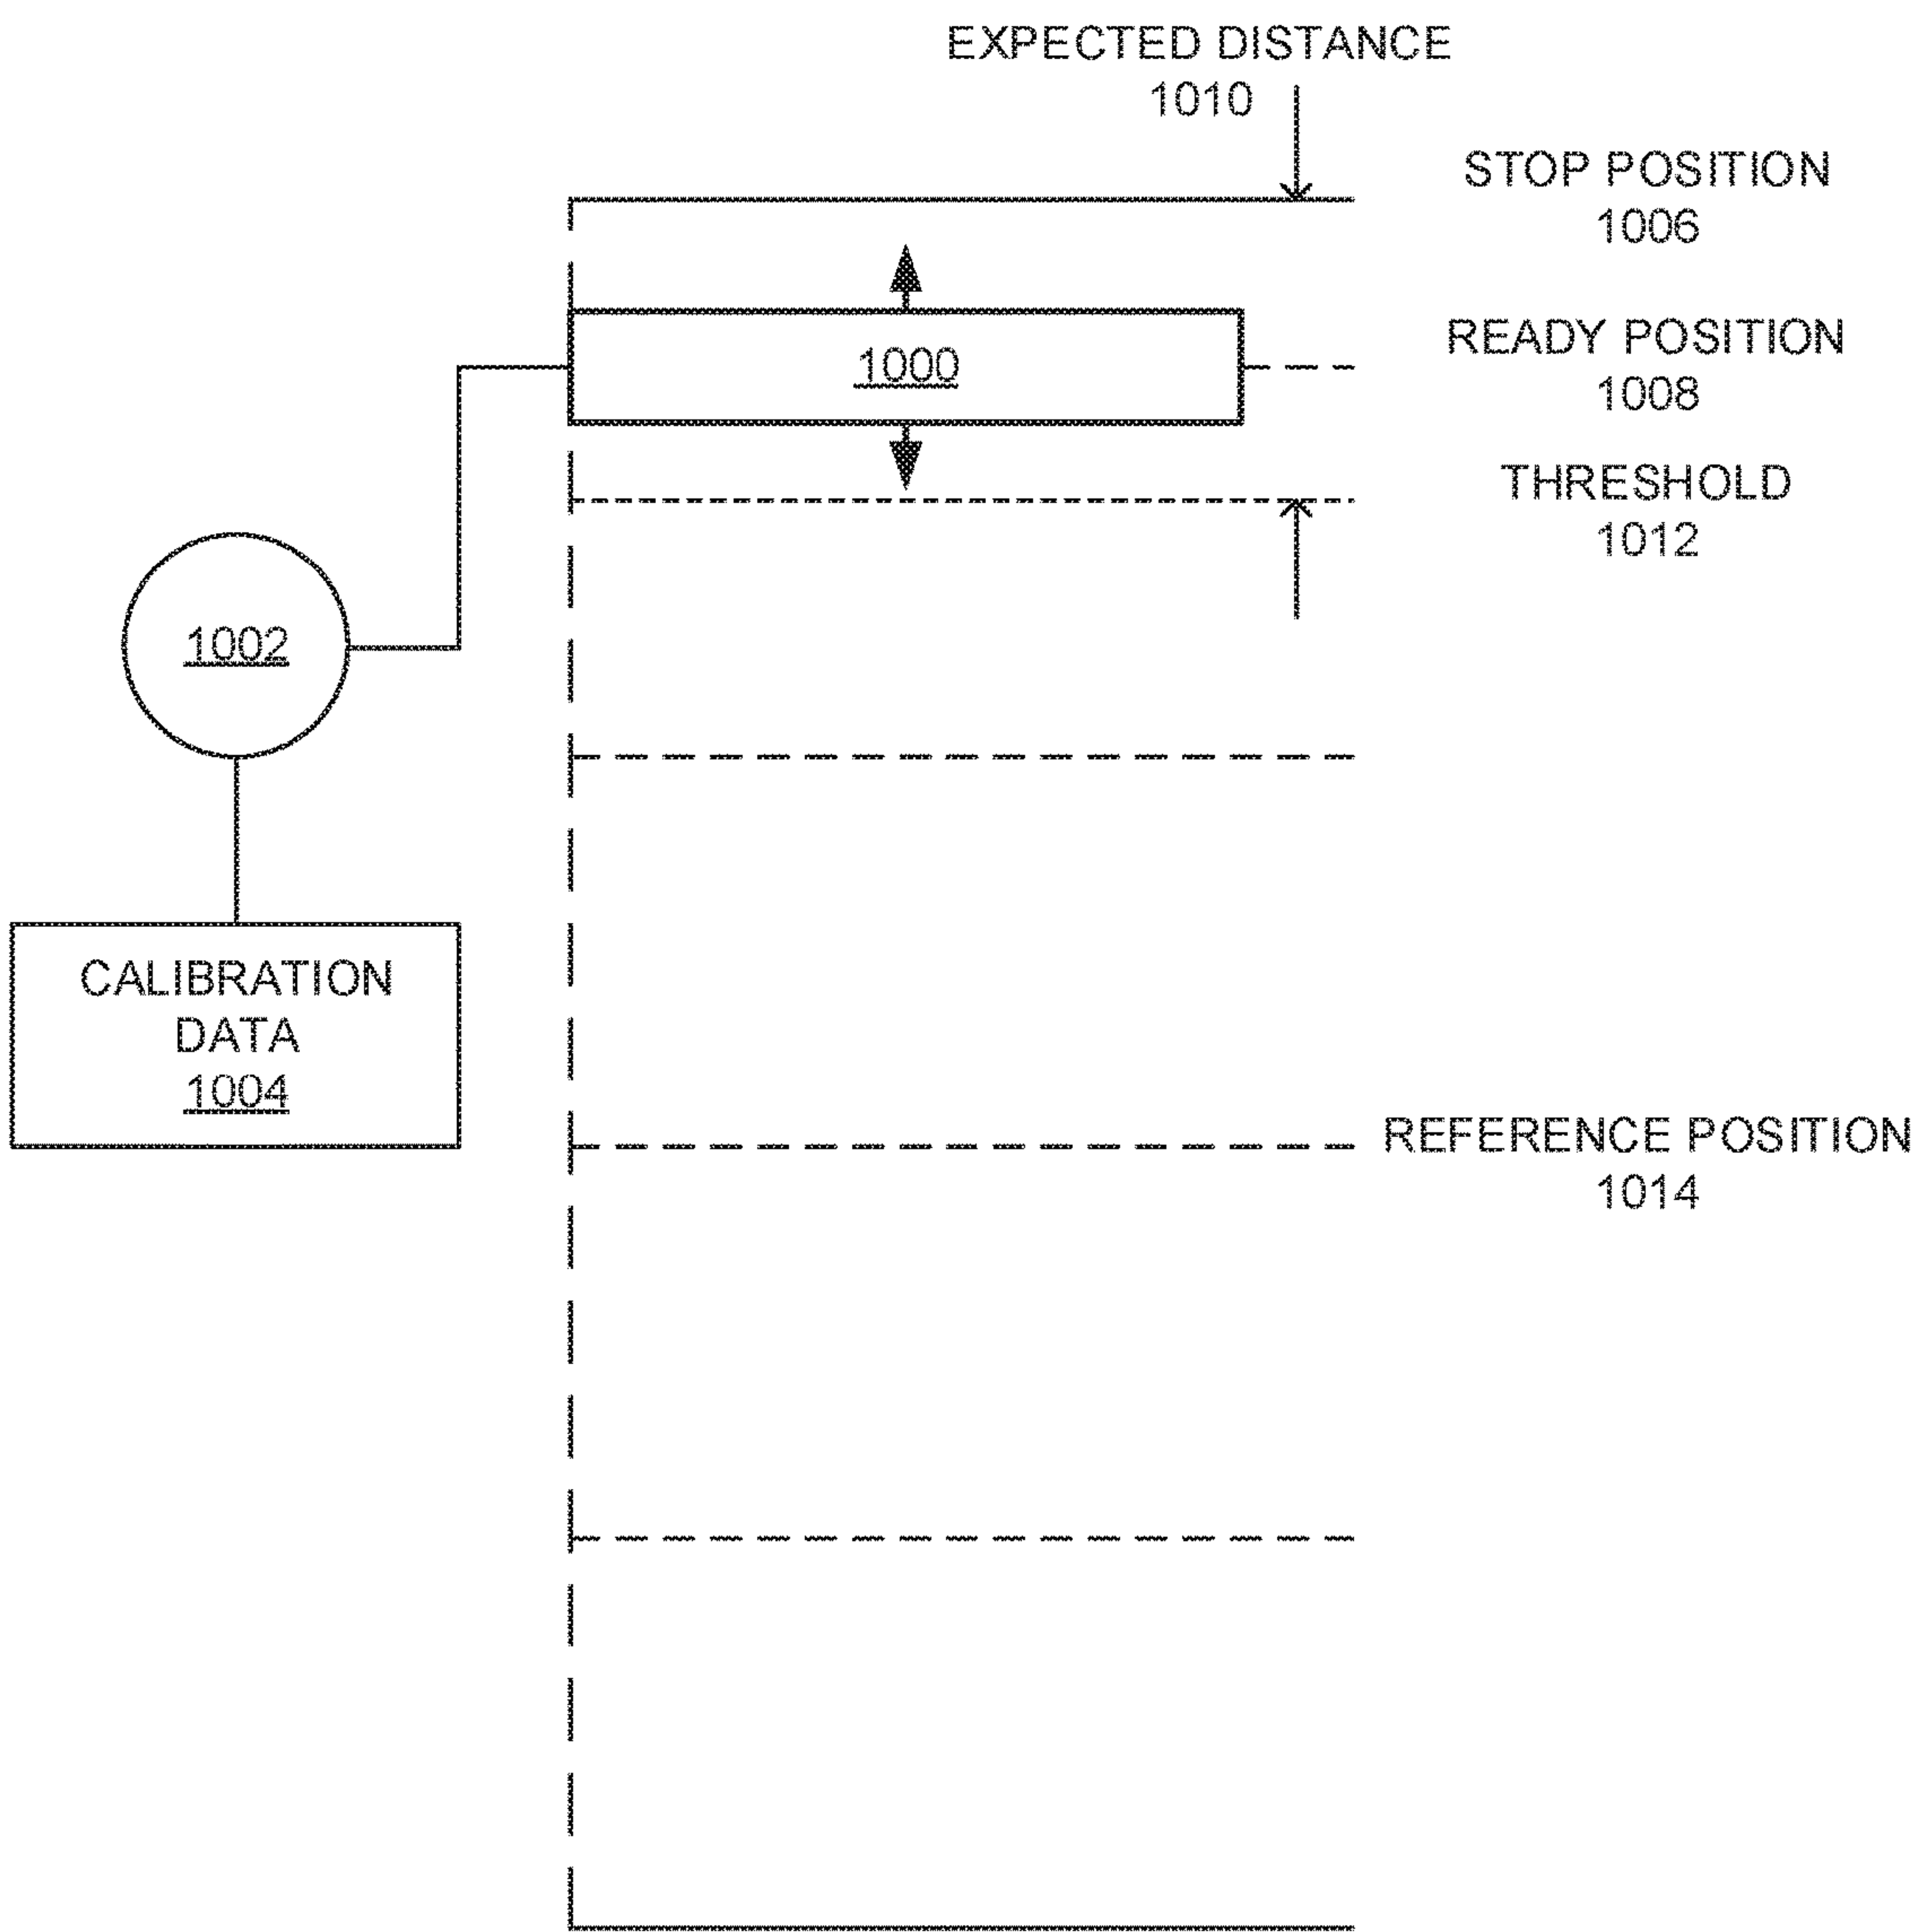 EXPECTED DISTANCE
1010
STOP POSITION
1006
READY POSITION
1008
1000
THRESHOLD
1012
1002
CALIBRATION
DATA
1004
REFERENCE POSITION
1014